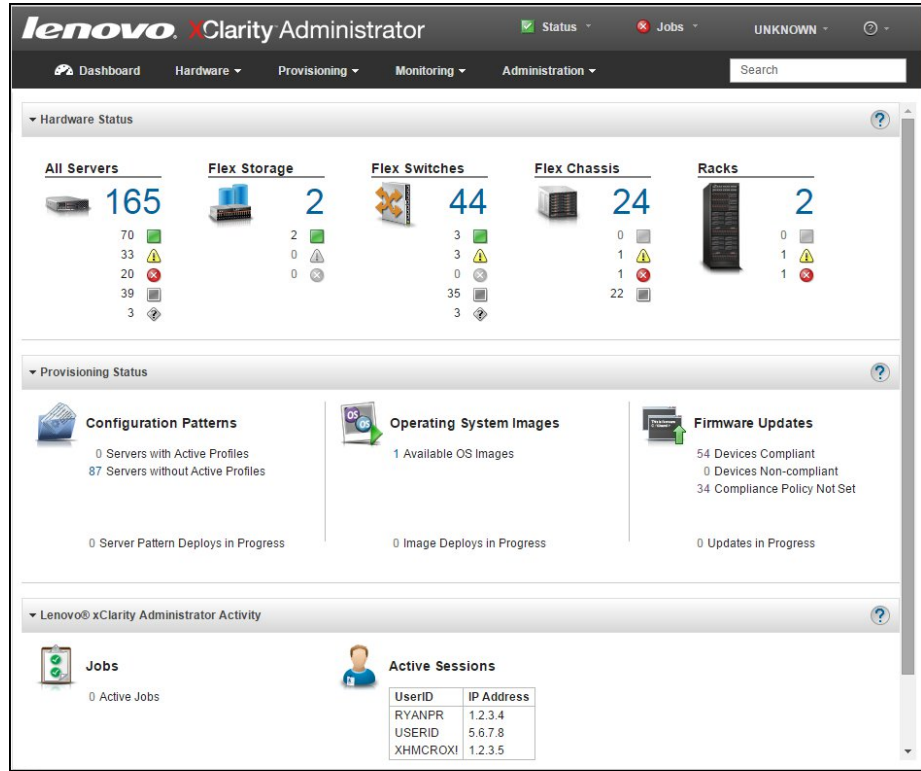 lenovo. XClarity Administrator Status Jobs UNKNOWN ?
Dashboard Hardware Provisioning Monitoring Administration Search
Hardware Status ?
All Servers Flex Storage Flex Switches Flex Chassis Racks
165 2 44 24 2
70 2 3 0 0
33 0 3 1 1
20 0 0 1 1
39 35 22
3 ? 3 ?
Provisioning Status ?
Configuration Patterns Operating System Images Firmware Updates
0 Servers with Active Profiles 1 Available OS Images 54 Devices Compliant
87 Servers without Active Profiles 0 Devices Non-compliant
34 Compliance Policy Not Set
0 Server Pattern Deploys in Progress 0 Image Deploys in Progress 0 Updates in Progress
Lenovo® xClarity Administrator Activity ?
Jobs Active Sessions
0 Active Jobs
UserID IP Address
RYANPR 1.2.3.4
USERID 5.6.7.8
XHMCROX! 1.2.3.5